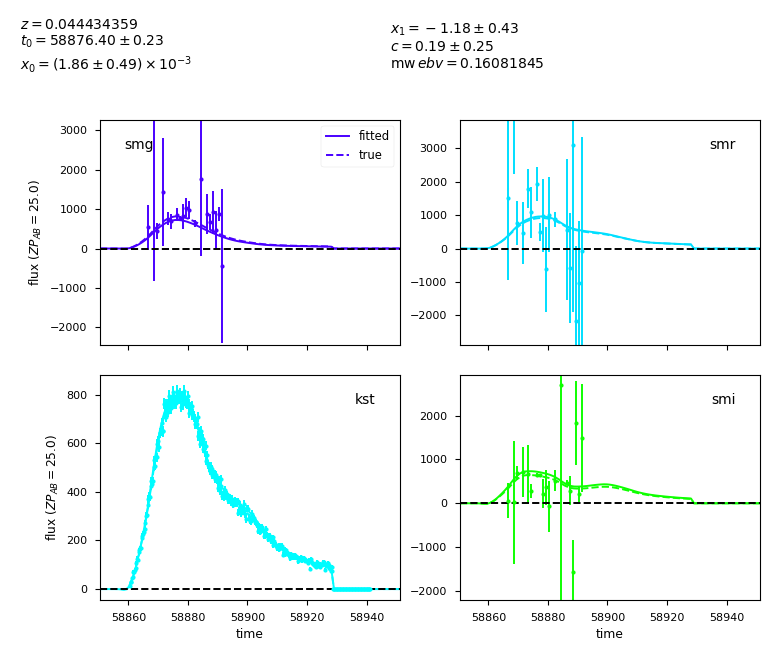 z = 0.044434359
t₀ = 58876.40 ± 0.23
x₀ = (1.86 ± 0.49) × 10⁻³
x₁ = −1.18 ± 0.43
c = 0.19 ± 0.25
mw ebv = 0.16081845
smg
fitted
true
3000
2000
1000
0
−1000
−2000
flux (ZP_AB = 25.0)
smr
3000
2000
1000
0
−1000
−2000
kst
800
600
400
200
0
flux (ZP_AB = 25.0)
58860 58880 58900 58920 58940
time
smi
2000
1000
0
−1000
−2000
58860 58880 58900 58920 58940
time